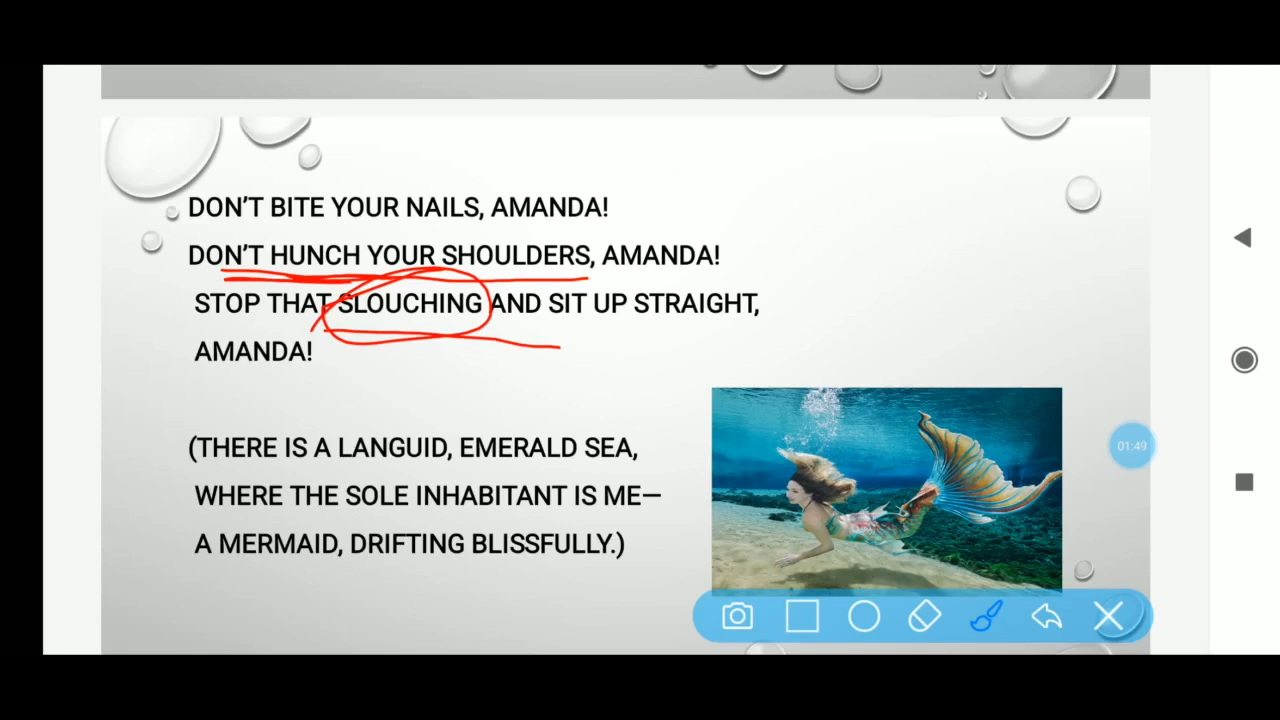 DON'T BITE YOUR NAILS, AMANDA!
DON'T HUNCH YOUR SHOULDERS, AMANDA!
STOP THAT SLOUCHING AND SIT UP STRAIGHT,
AMANDA!
(THERE IS A LANGUID, EMERALD SEA,
WHERE THE SOLE INHABITANT IS ME—
A MERMAID, DRIFTING BLISSFULLY.)
01:49